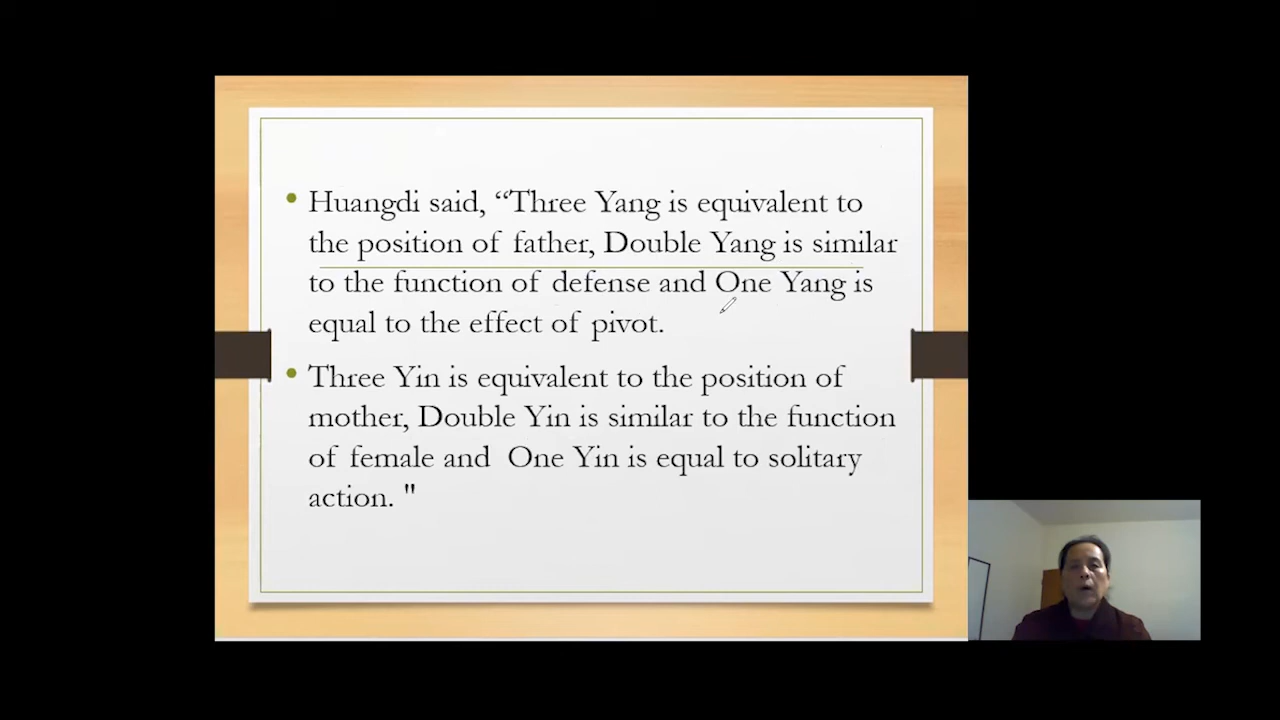 • Huangdi said, “Three Yang is equivalent to
the position of father, Double Yang is similar
to the function of defense and One Yang is
equal to the effect of pivot.
• Three Yin is equivalent to the position of
mother, Double Yin is similar to the function
of female and One Yin is equal to solitary
action. "